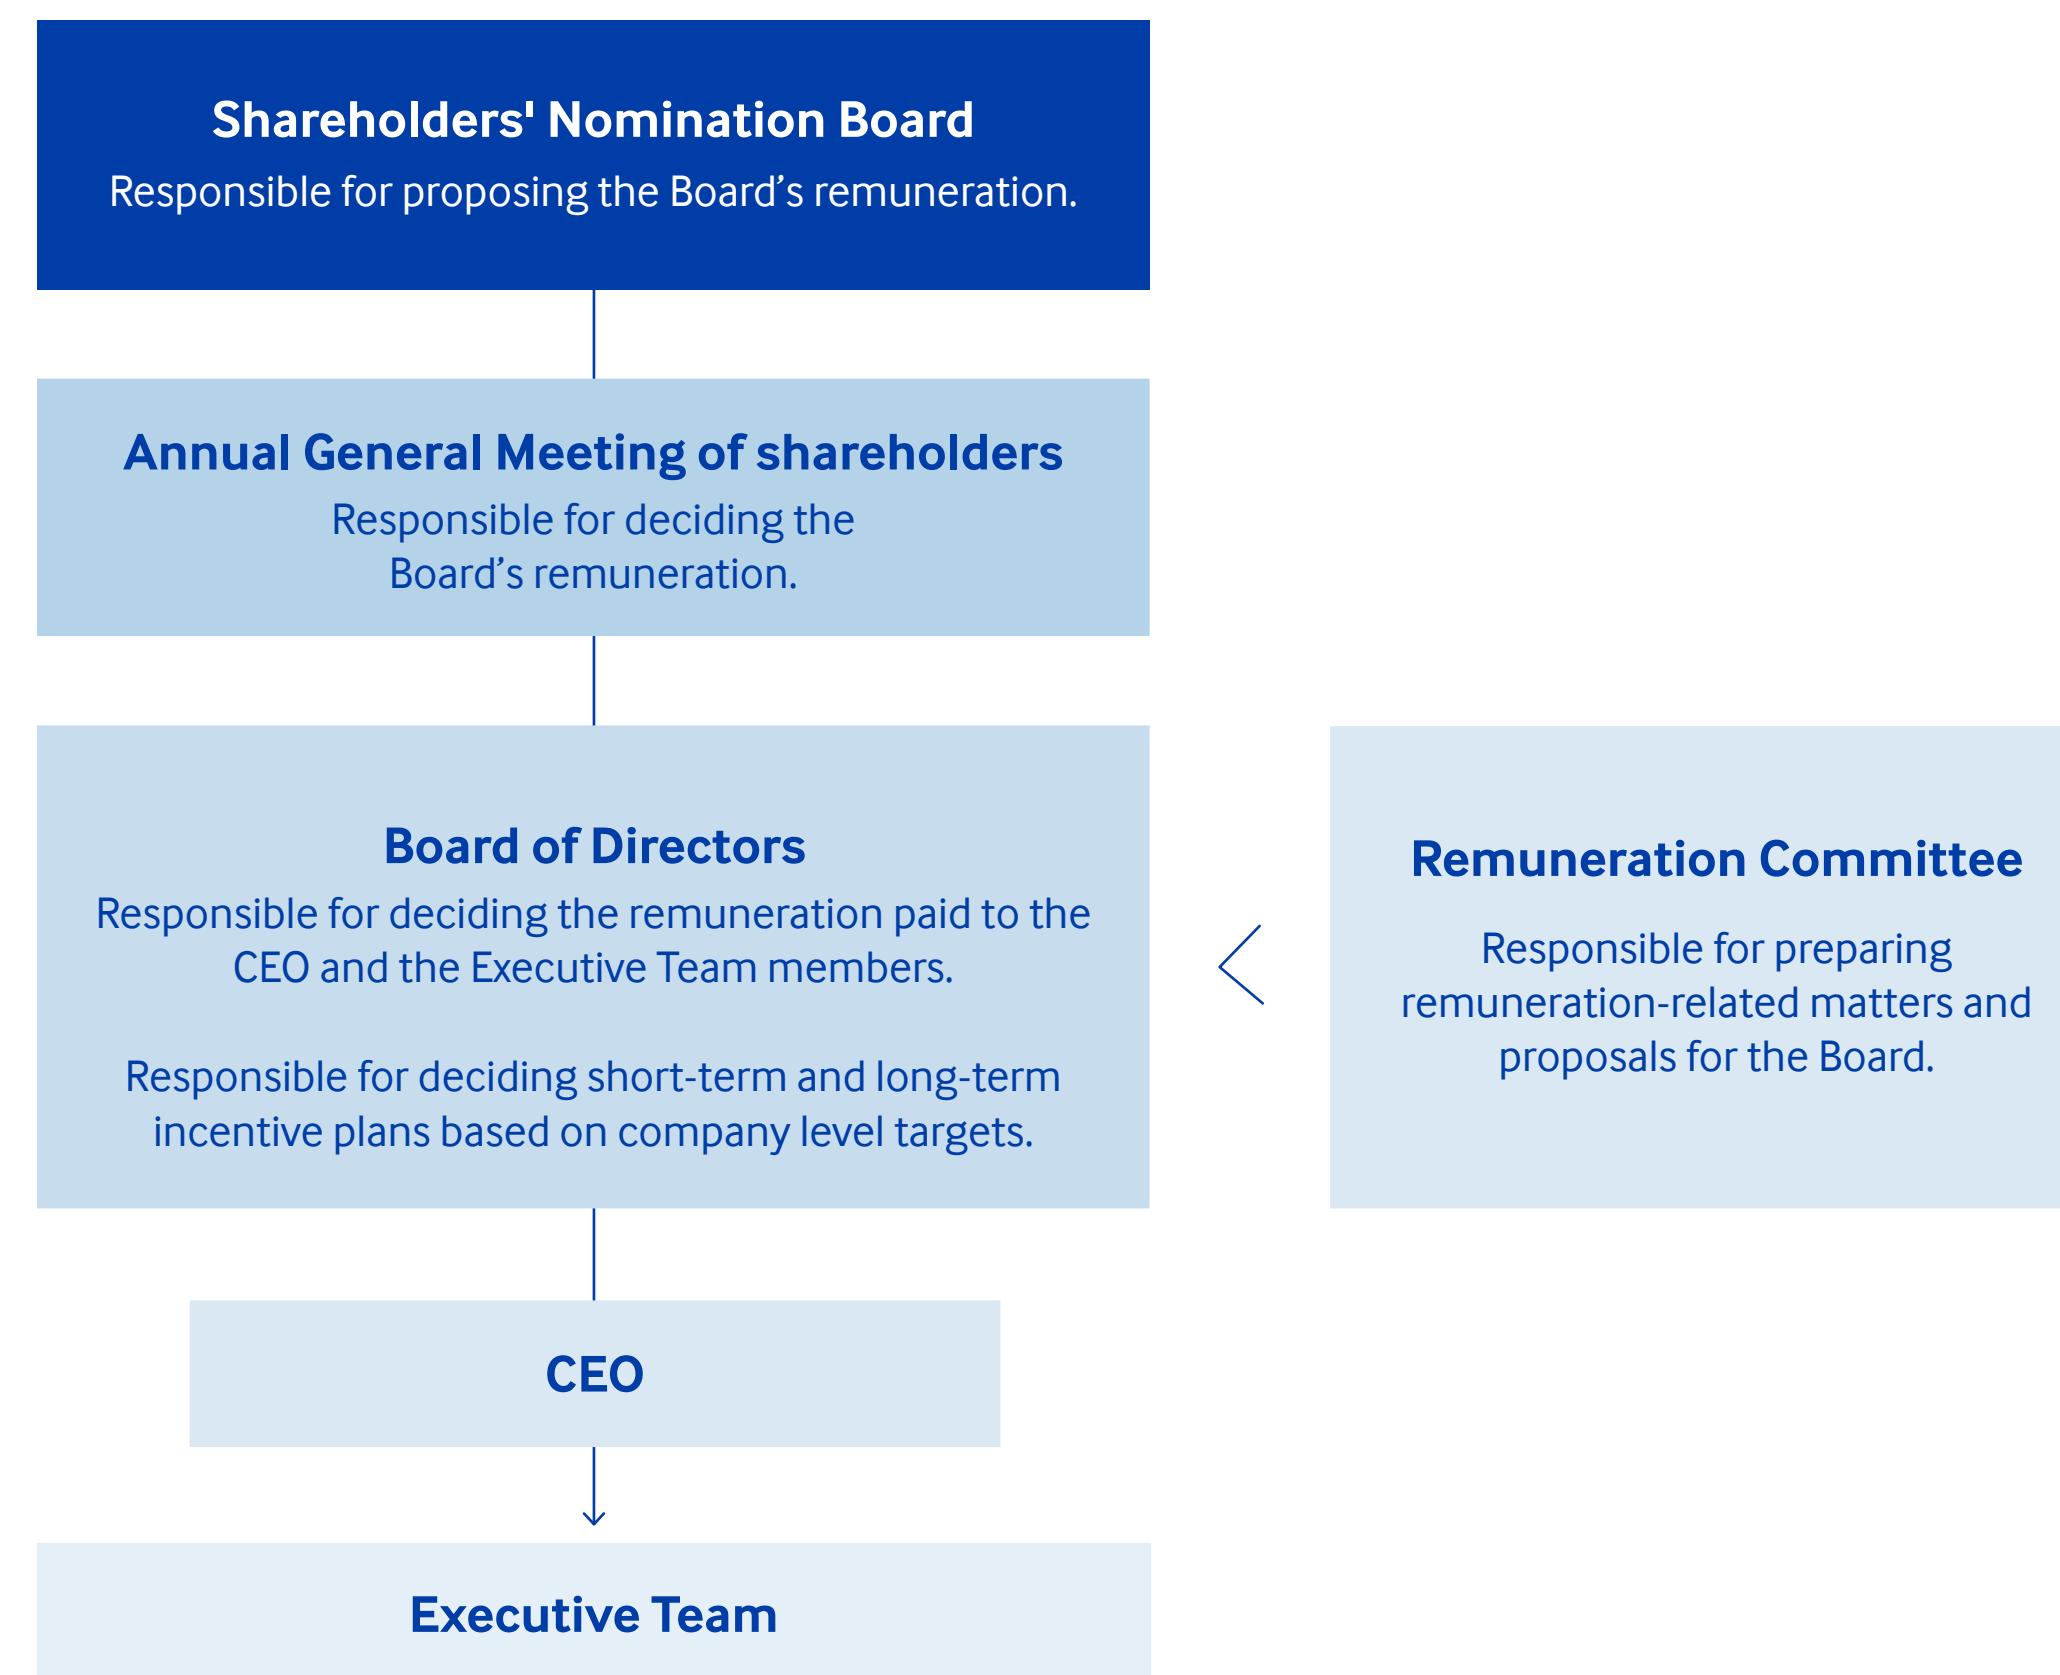 Shareholders' Nomination Board
Responsible for proposing the Board’s remuneration.
Annual General Meeting of shareholders
Responsible for deciding the
Board’s remuneration.
Board of Directors
Responsible for deciding the remuneration paid to the
CEO and the Executive Team members.
Responsible for deciding short-term and long-term
incentive plans based on company level targets.
Remuneration Committee
Responsible for preparing
remuneration-related matters and
proposals for the Board.
CEO
Executive Team